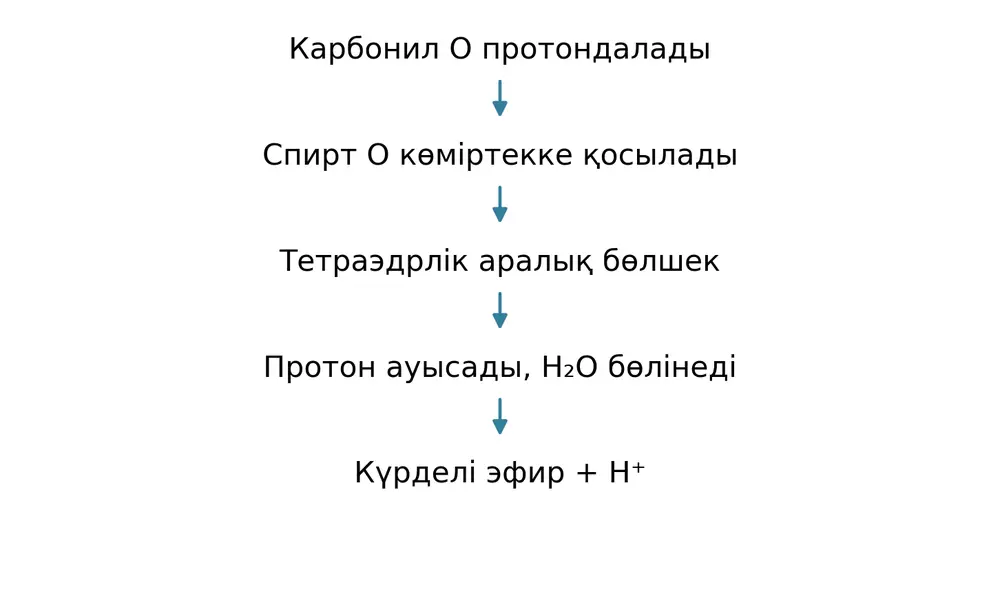 Карбонил О протондалады
Спирт О көміртекке қосылады
Тетраэдрлік аралық бөлшек
Протон ауысады, H₂O бөлінеді
Күрделі эфир + H⁺